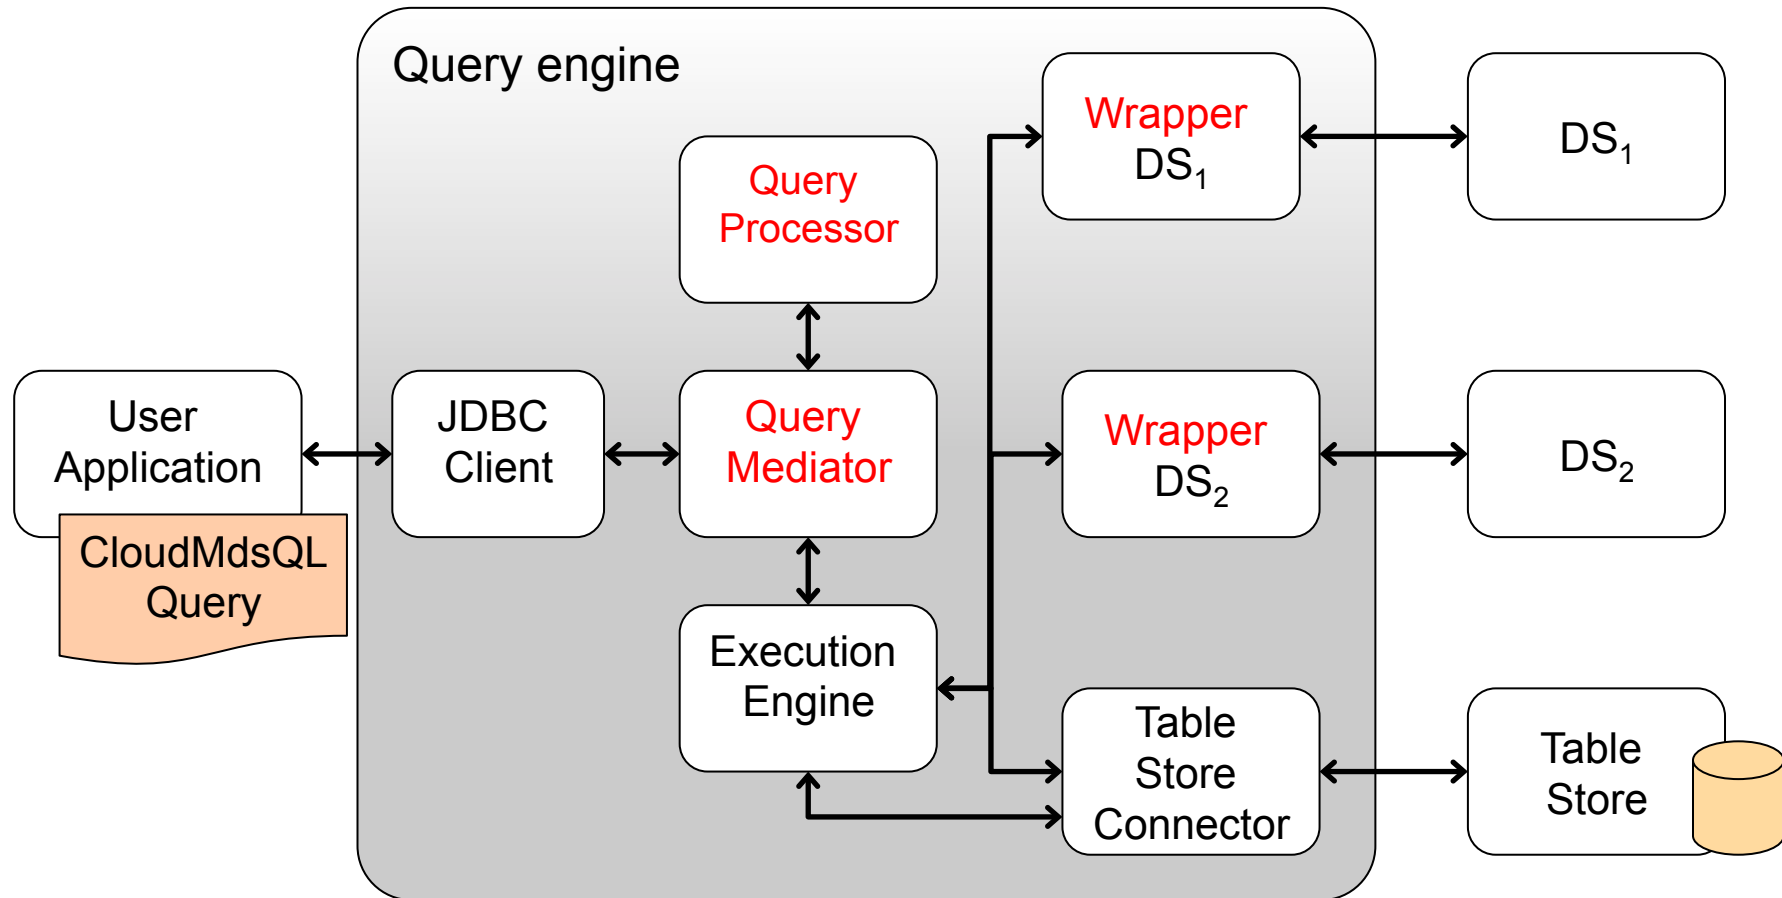 Query engine
Wrapper
DS₁
DS₁
Query
Processor
User
Application
JDBC
Client
Query
Mediator
Wrapper
DS₂
DS₂
CloudMdsQL
Query
Execution
Engine
Table
Store
Connector
Table
Store